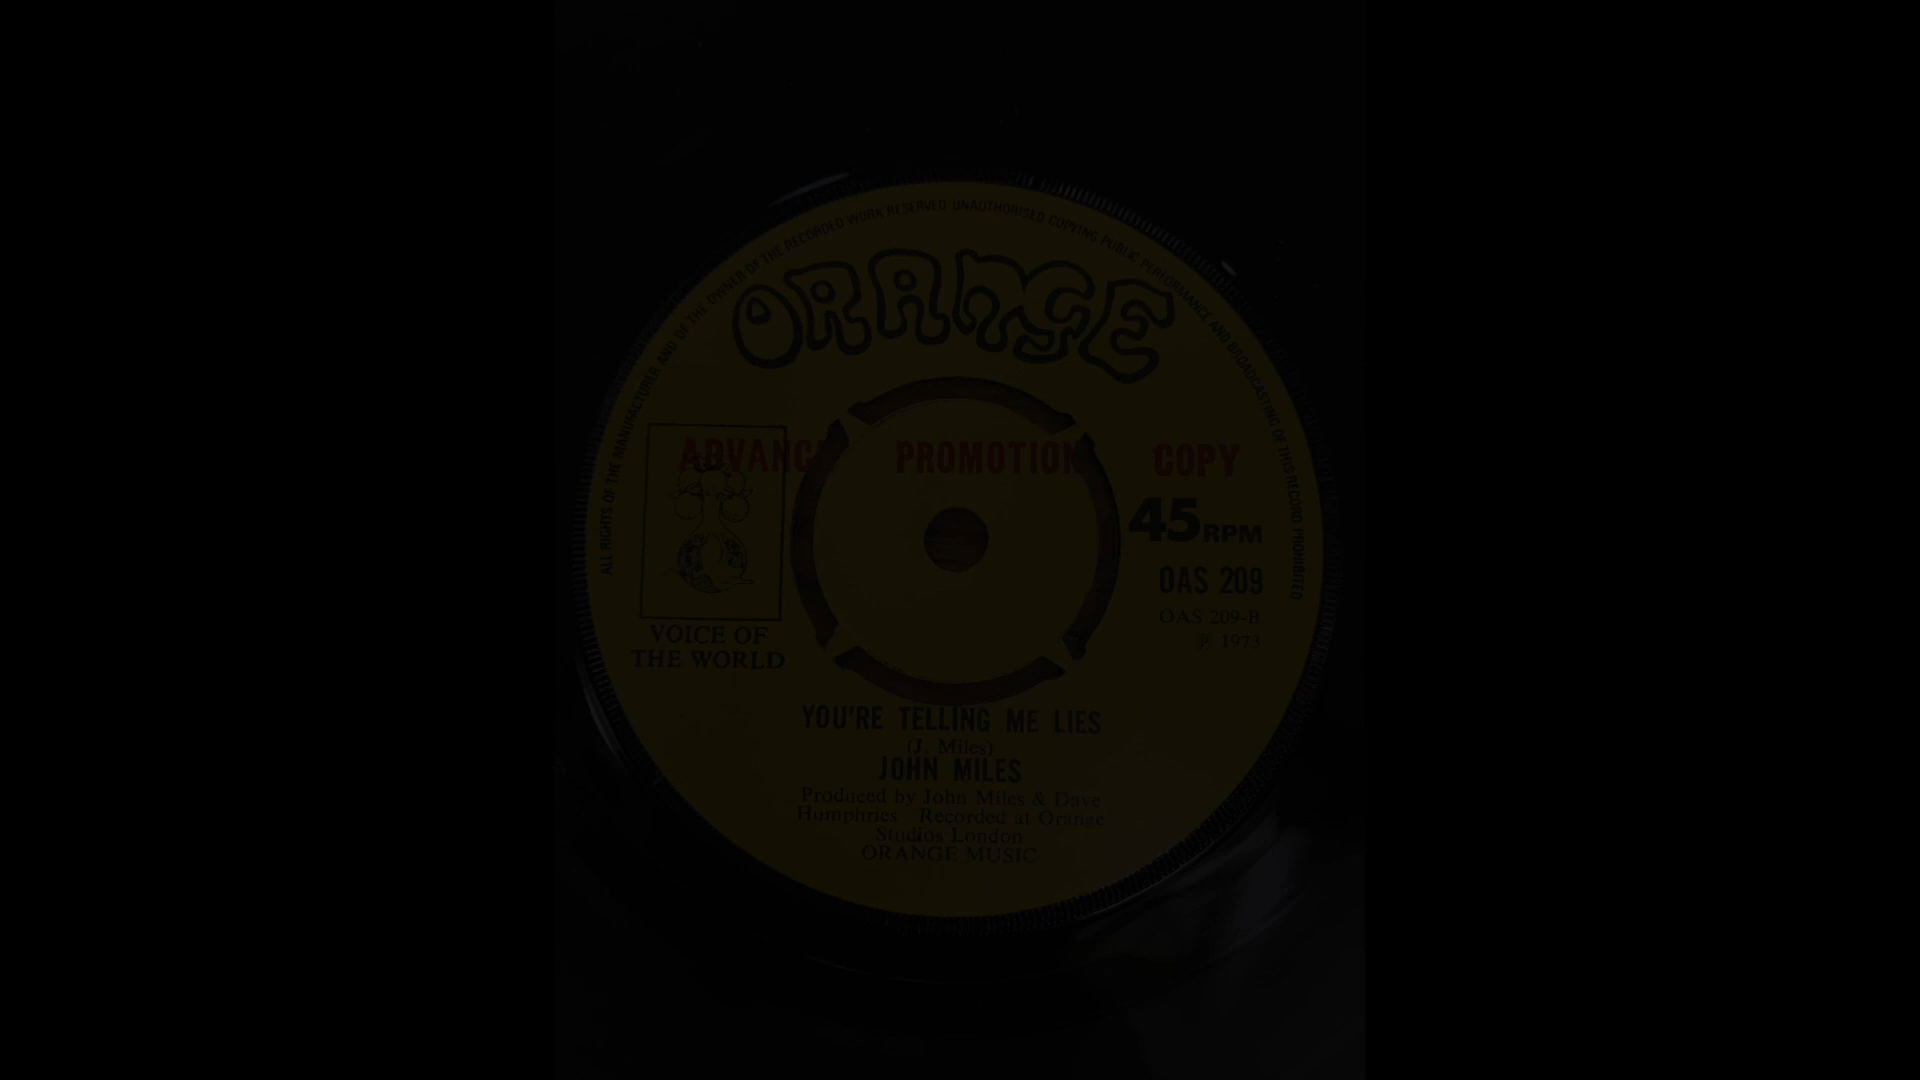 ALL RIGHTS OF THE MANUFACTURER AND OF THE OWNER OF THE RECORDED WORK RESERVED UNAUTHORISED COPYING PUBLIC PERFORMANCE AND BROADCASTING OF THIS RECORD PROHIBITED
ORANGE
ADVANCE PROMOTION COPY
45 RPM
OAS 209
OAS 209-B
℗ 1973
VOICE OF
THE WORLD
YOU'RE TELLING ME LIES
(J. Miles)
JOHN MILES
Produced by John Miles & Dave
Humphries Recorded at Orange
Studios London
ORANGE MUSIC